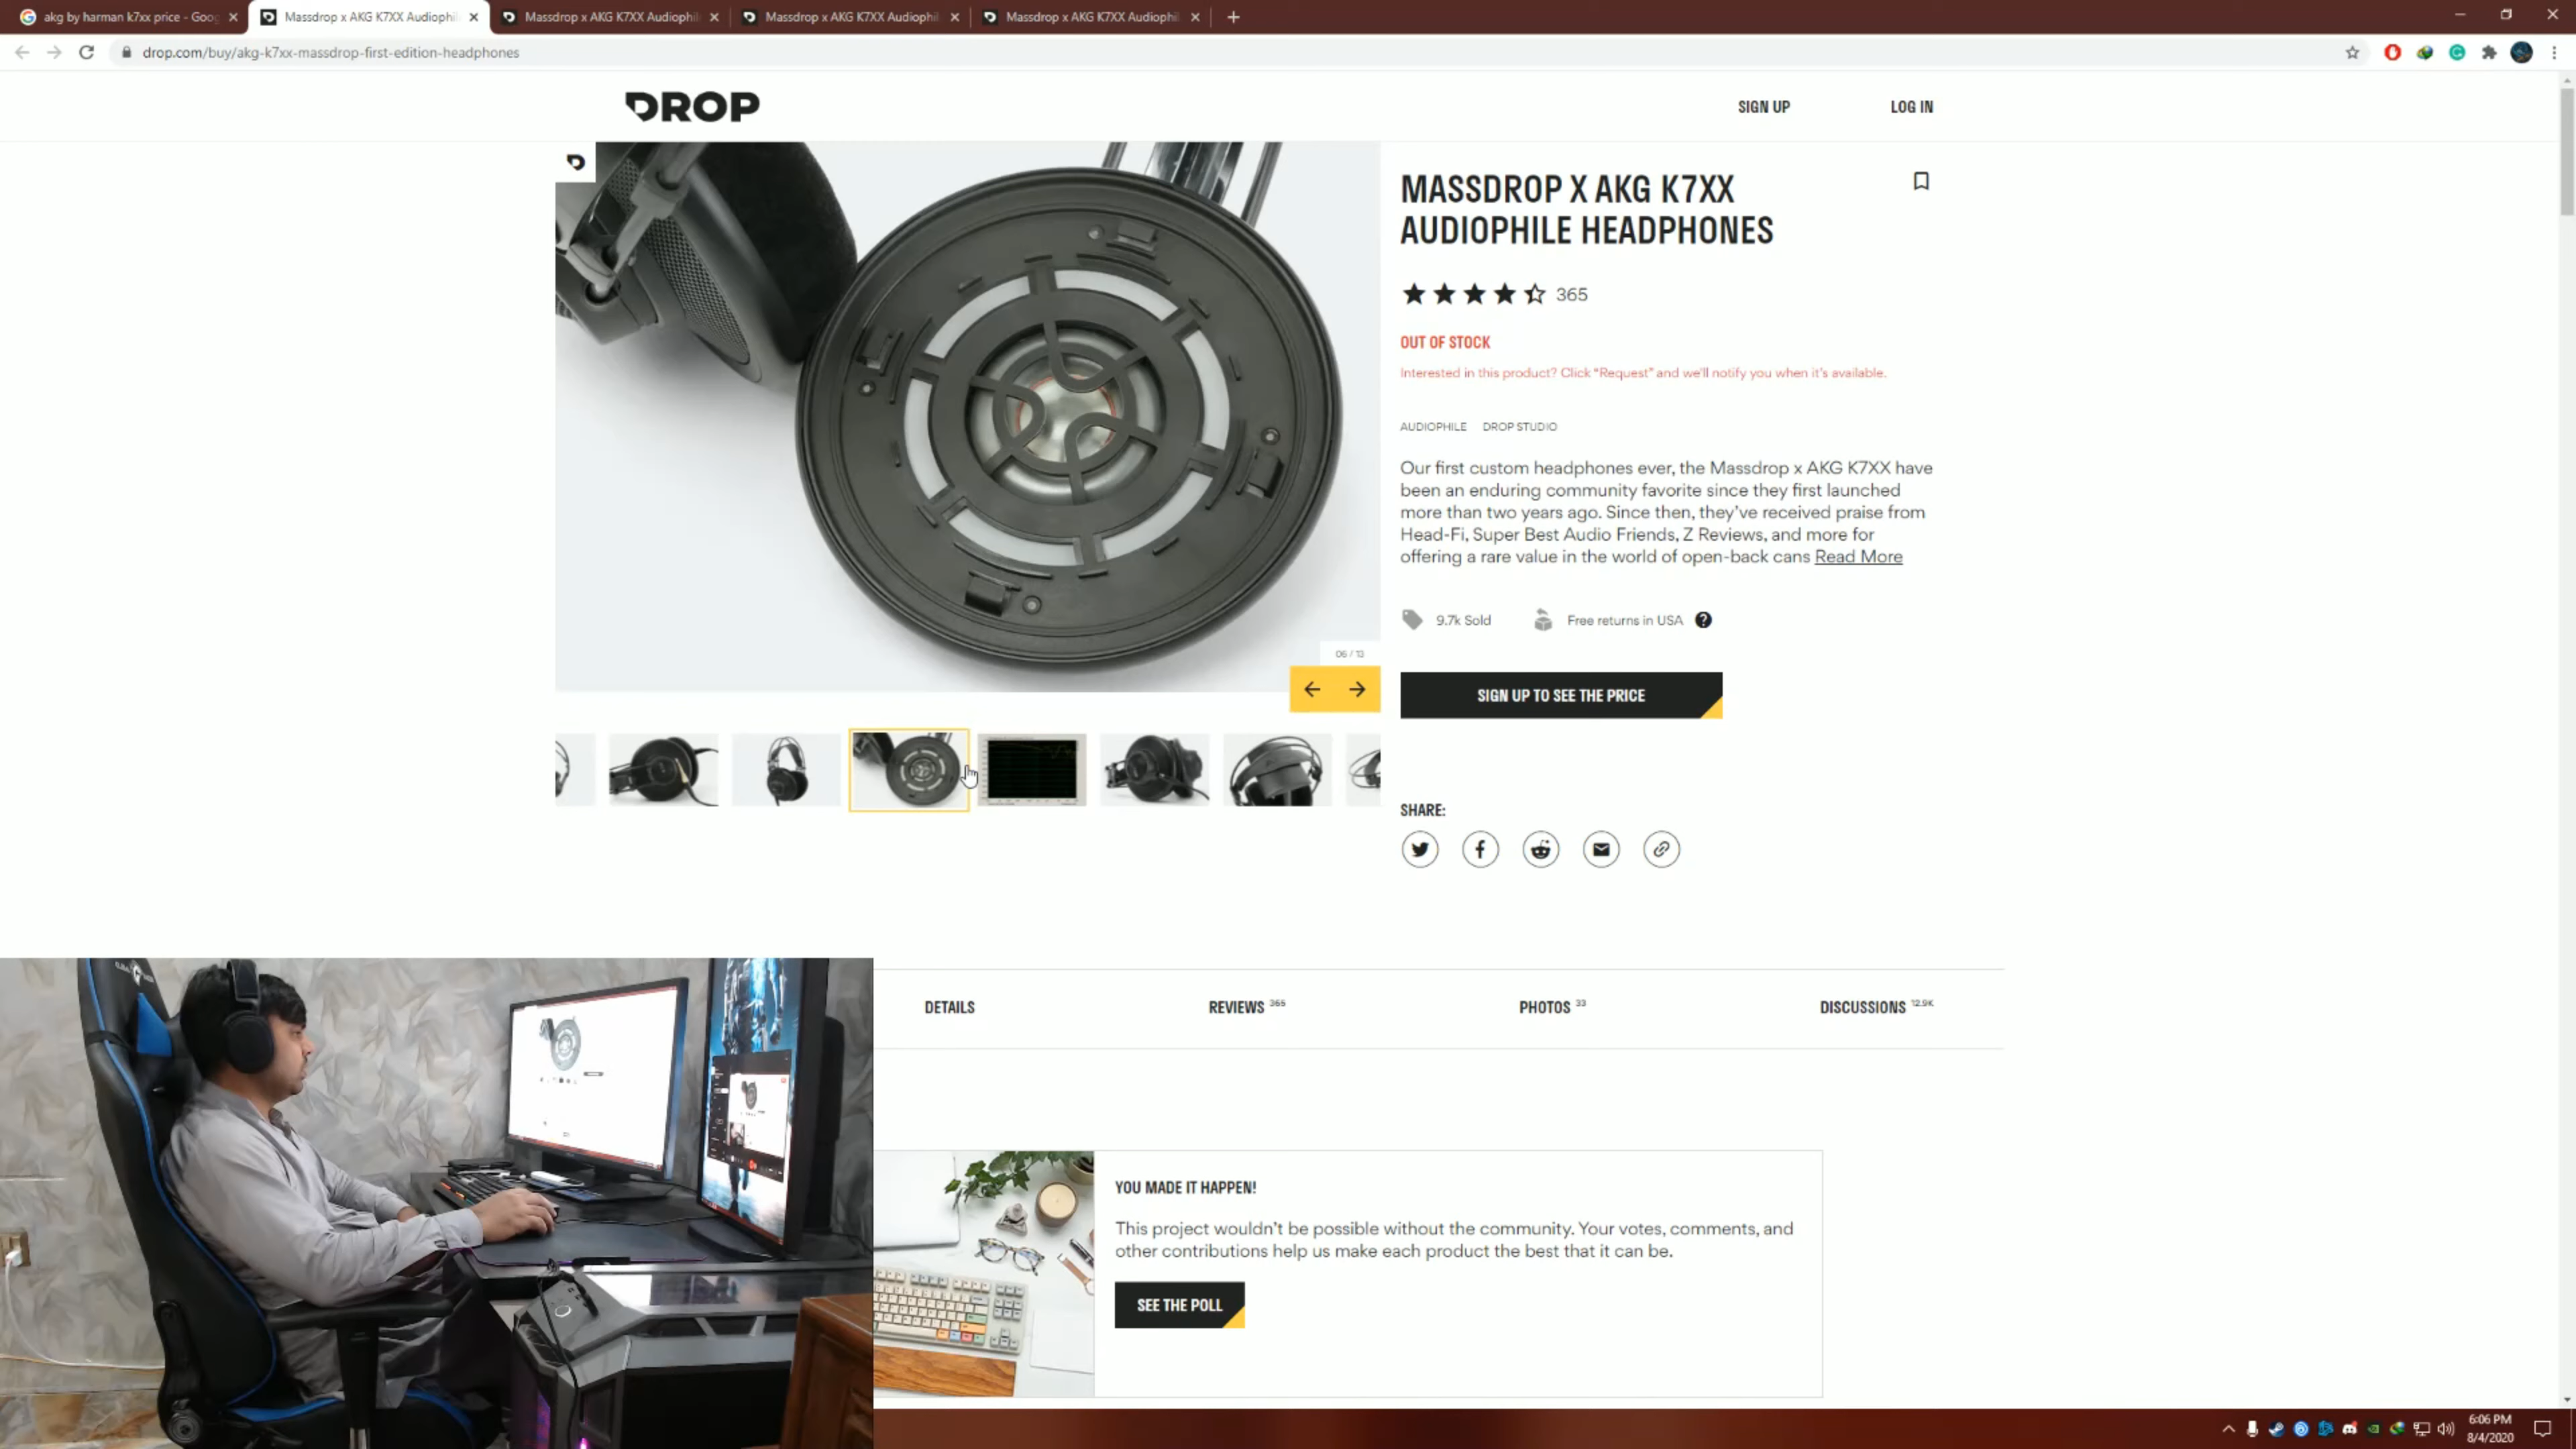 akg by harman k7xx price - Goog
Massdrop x AKG K7XX Audiophil
Massdrop x AKG K7XX Audiophil
Massdrop x AKG K7XX Audiophil
Massdrop x AKG K7XX Audiophil
drop.com/buy/akg-k7xx-massdrop-first-edition-headphones
DROP
SIGN UP
LOG IN
MASSDROP X AKG K7XX
AUDIOPHILE HEADPHONES
365
OUT OF STOCK
Interested in this product? Click "Request" and we'll notify you when it's available.
AUDIOPHILE DROP STUDIO
Our first custom headphones ever, the Massdrop x AKG K7XX have
been an enduring community favorite since they first launched
more than two years ago. Since then, they've received praise from
Head-Fi, Super Best Audio Friends, Z Reviews, and more for
offering a rare value in the world of open-back cans Read More
9.7k Sold
Free returns in USA ?
06 / 13
SIGN UP TO SEE THE PRICE
SHARE:
DETAILS
REVIEWS 365
PHOTOS 33
DISCUSSIONS 12.9K
YOU MADE IT HAPPEN!
This project wouldn't be possible without the community. Your votes, comments, and
other contributions help us make each product the best that it can be.
SEE THE POLL
6:06 PM
8/4/2020